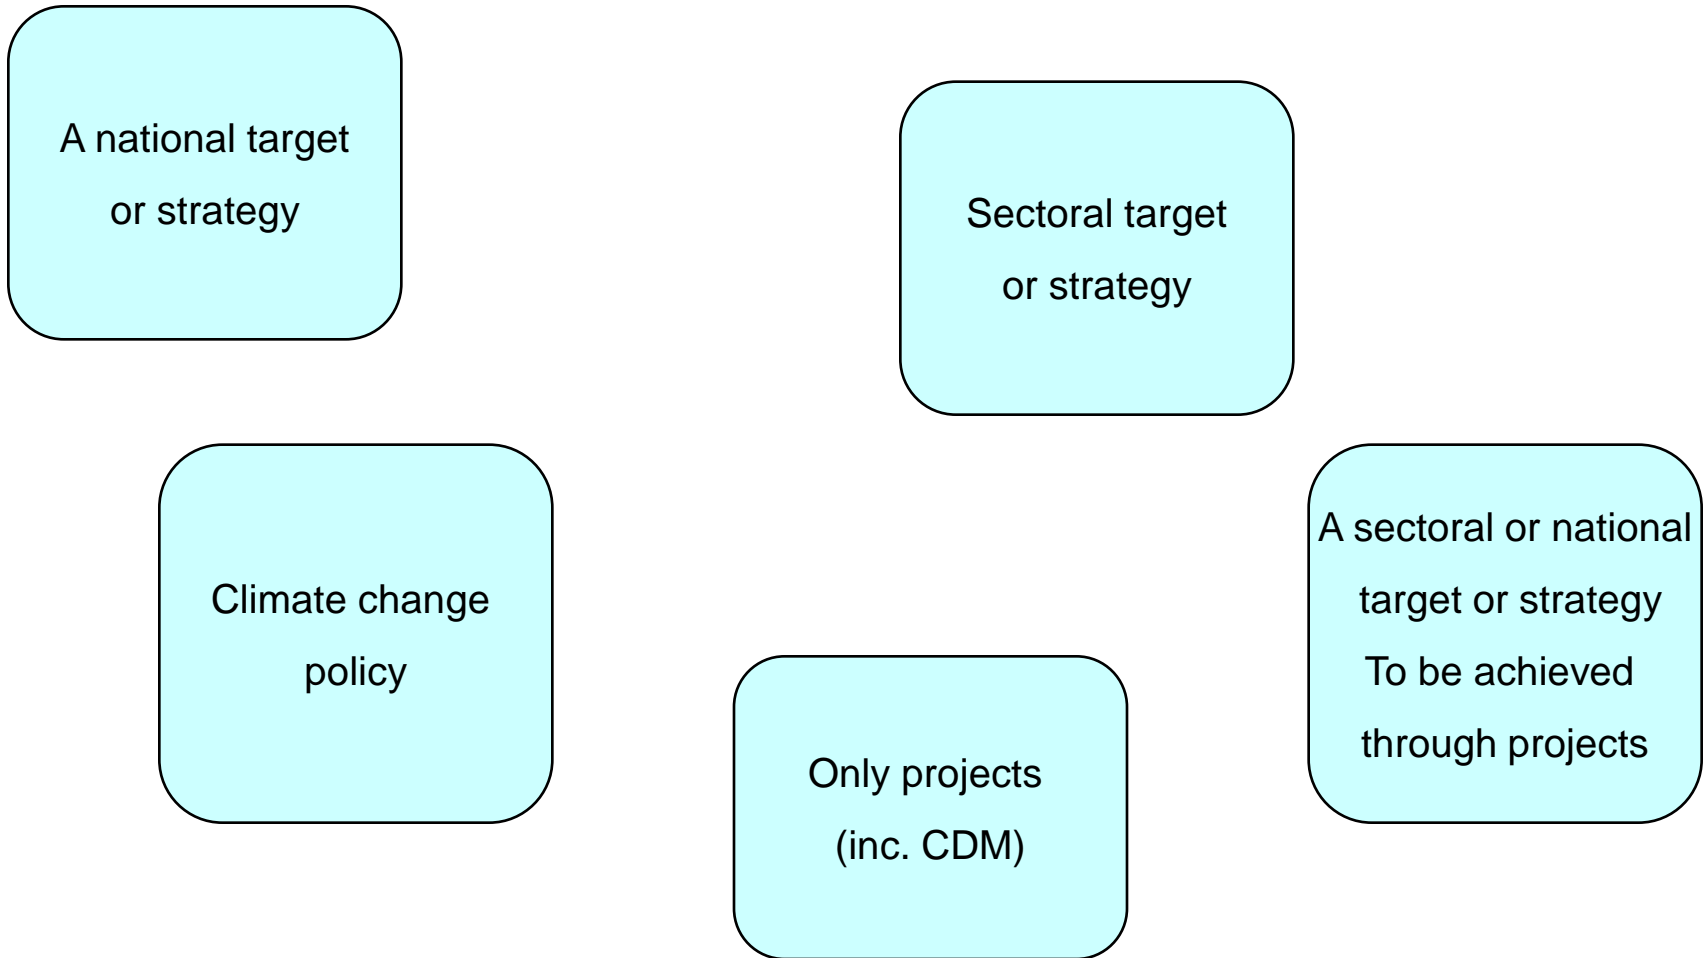 A national target
or strategy
Sectoral target
or strategy
Climate change
policy
Only projects
(inc. CDM)
A sectoral or national
target or strategy
To be achieved
through projects